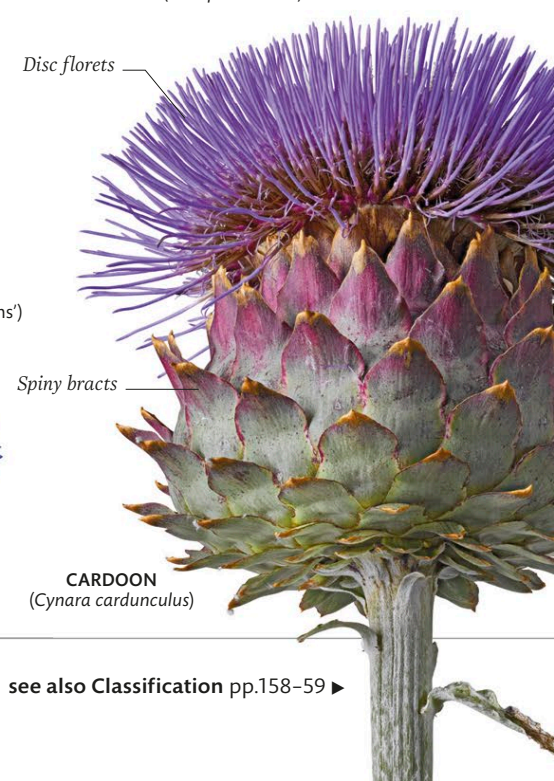 Disc florets
ns’)
Spiny bracts
CARDOON
(Cynara cardunculus)
see also Classification pp.158–59 ▶